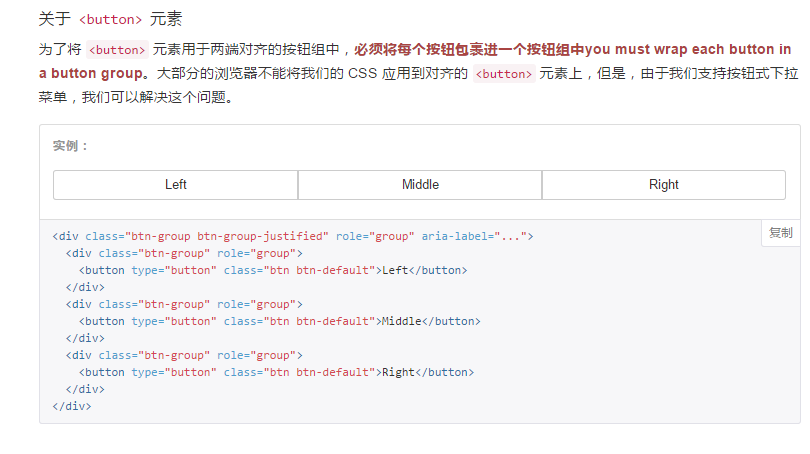 关于 <button> 元素
为了将 <button> 元素用于两端对齐的按钮组中，必须将每个按钮包裹进一个按钮组中you must wrap each button in
a button group。大部分的浏览器不能将我们的 CSS 应用到对齐的 <button> 元素上，但是，由于我们支持按钮式下拉
菜单，我们可以解决这个问题。
实例：
Left Middle Right
复制
<div class="btn-group btn-group-justified" role="group" aria-label="...">
  <div class="btn-group" role="group">
    <button type="button" class="btn btn-default">Left</button>
  </div>
  <div class="btn-group" role="group">
    <button type="button" class="btn btn-default">Middle</button>
  </div>
  <div class="btn-group" role="group">
    <button type="button" class="btn btn-default">Right</button>
  </div>
</div>